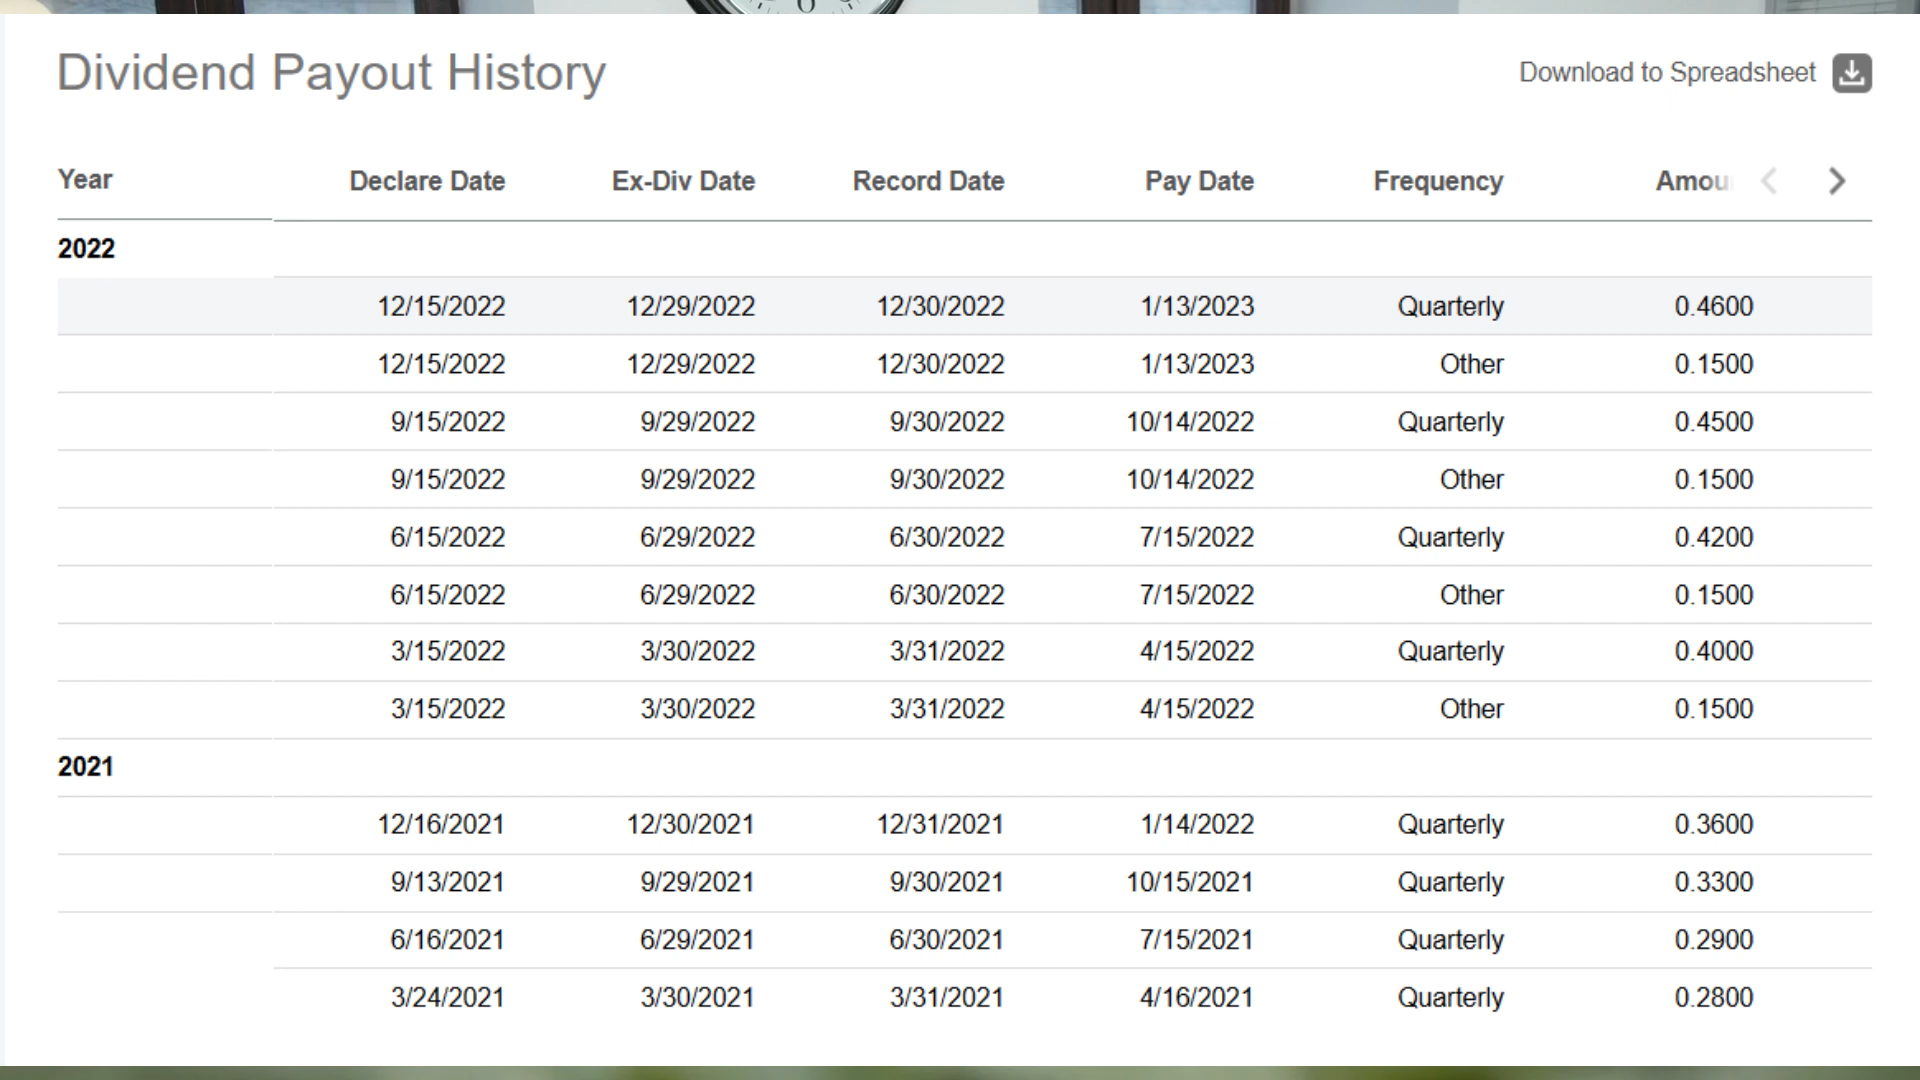 6
Dividend Payout History
Download to Spreadsheet
Year Declare Date Ex-Div Date Record Date Pay Date Frequency Amou
2022
12/15/2022 12/29/2022 12/30/2022 1/13/2023 Quarterly 0.4600
12/15/2022 12/29/2022 12/30/2022 1/13/2023 Other 0.1500
9/15/2022 9/29/2022 9/30/2022 10/14/2022 Quarterly 0.4500
9/15/2022 9/29/2022 9/30/2022 10/14/2022 Other 0.1500
6/15/2022 6/29/2022 6/30/2022 7/15/2022 Quarterly 0.4200
6/15/2022 6/29/2022 6/30/2022 7/15/2022 Other 0.1500
3/15/2022 3/30/2022 3/31/2022 4/15/2022 Quarterly 0.4000
3/15/2022 3/30/2022 3/31/2022 4/15/2022 Other 0.1500
2021
12/16/2021 12/30/2021 12/31/2021 1/14/2022 Quarterly 0.3600
9/13/2021 9/29/2021 9/30/2021 10/15/2021 Quarterly 0.3300
6/16/2021 6/29/2021 6/30/2021 7/15/2021 Quarterly 0.2900
3/24/2021 3/30/2021 3/31/2021 4/16/2021 Quarterly 0.2800